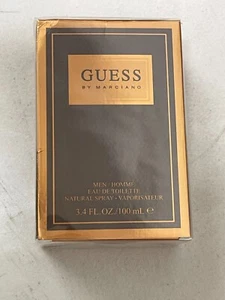 GUESS
BY MARCIANO
MEN · HOMME
EAU DE TOILETTE
NATURAL SPRAY · VAPORISATEUR
3.4 FL.OZ./100 mL ℮